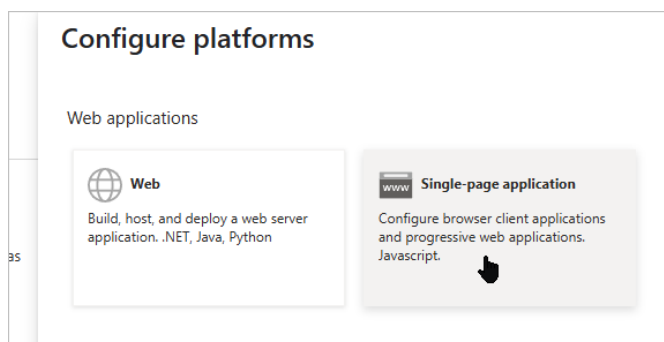 Configure platforms
Web applications
Web
Build, host, and deploy a web server
application. .NET, Java, Python
www
Single-page application
Configure browser client applications
and progressive web applications.
Javascript.
as